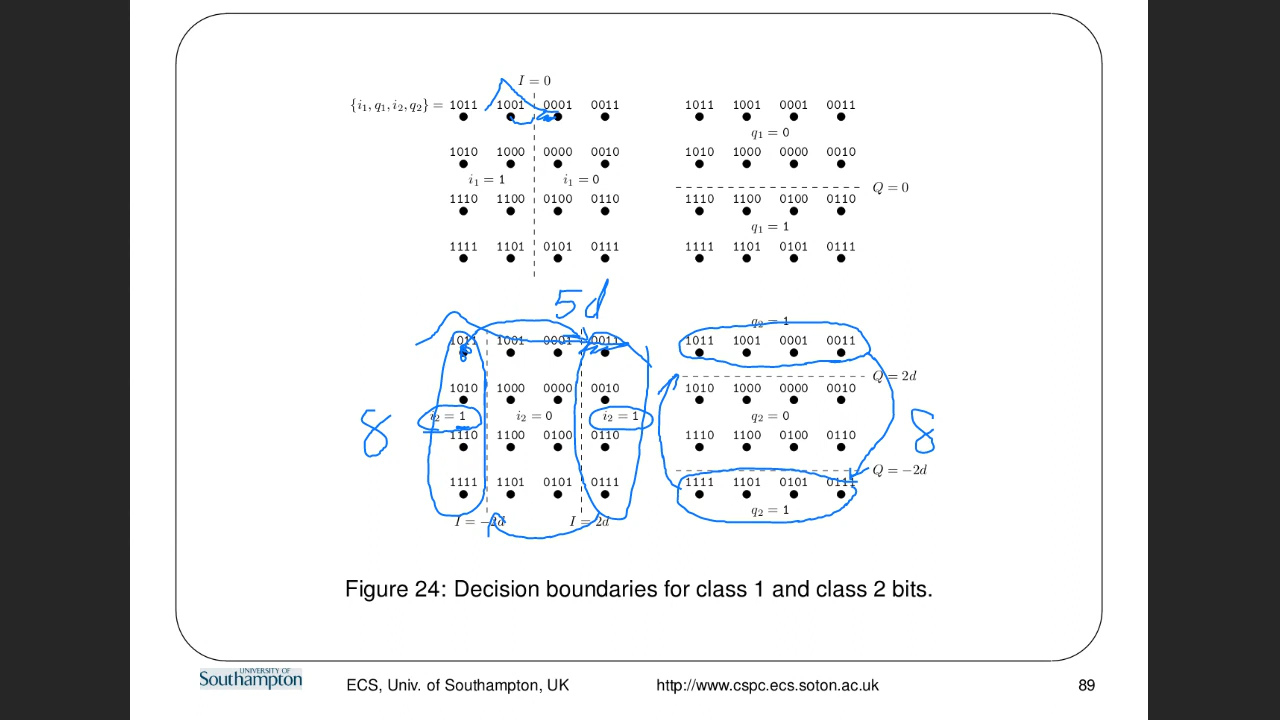 I = 0
{i₁, q₁, i₂, q₂} = 1011 1001 0001 0011 1011 1001 0001 0011
q₁ = 0
1010 1000 0000 0010 1010 1000 0000 0010
i₁ = 1 i₁ = 0 Q = 0
1110 1100 0100 0110 1110 1100 0100 0110
q₁ = 1
1111 1101 0101 0111 1111 1101 0101 0111
5d
q₂ = 1
1011 1001 0001 0011 1011 1001 0001 0011
Q = 2d
1010 1000 0000 0010 1010 1000 0000 0010
i₂ = 1 i₂ = 0 i₂ = 1 q₂ = 0
8 8
1110 1100 0100 0110 1110 1100 0100 0110
Q = −2d
1111 1101 0101 0111 1111 1101 0101 0111
q₂ = 1
I = −2d I = 2d
Figure 24: Decision boundaries for class 1 and class 2 bits.
UNIVERSITY OF
Southampton
ECS, Univ. of Southampton, UK http://www.cspc.ecs.soton.ac.uk 89